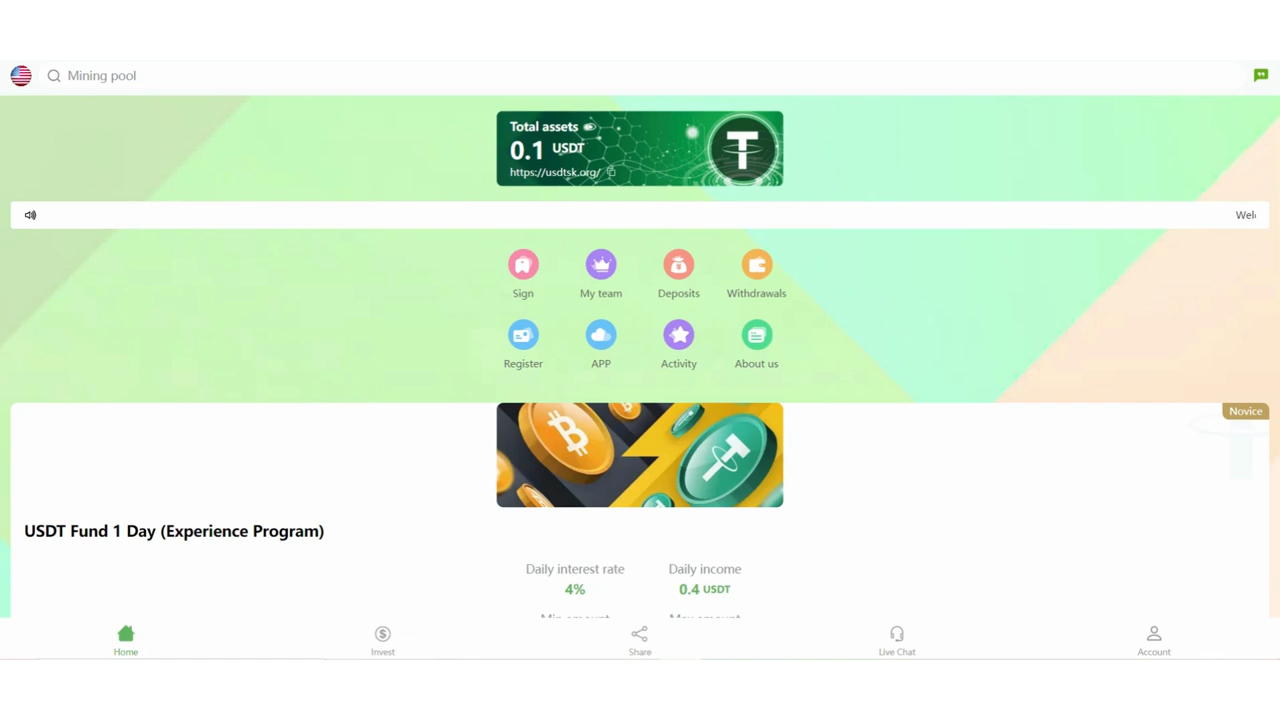 Mining pool
Total assets
0.1 USDT
https://usdtsk.org/
Sign
My team
Deposits
Withdrawals
Register
APP
Activity
About us
Novice
USDT Fund 1 Day (Experience Program)
Daily interest rate
Daily income
4%
0.4 USDT
Home
Invest
Share
Live Chat
Account